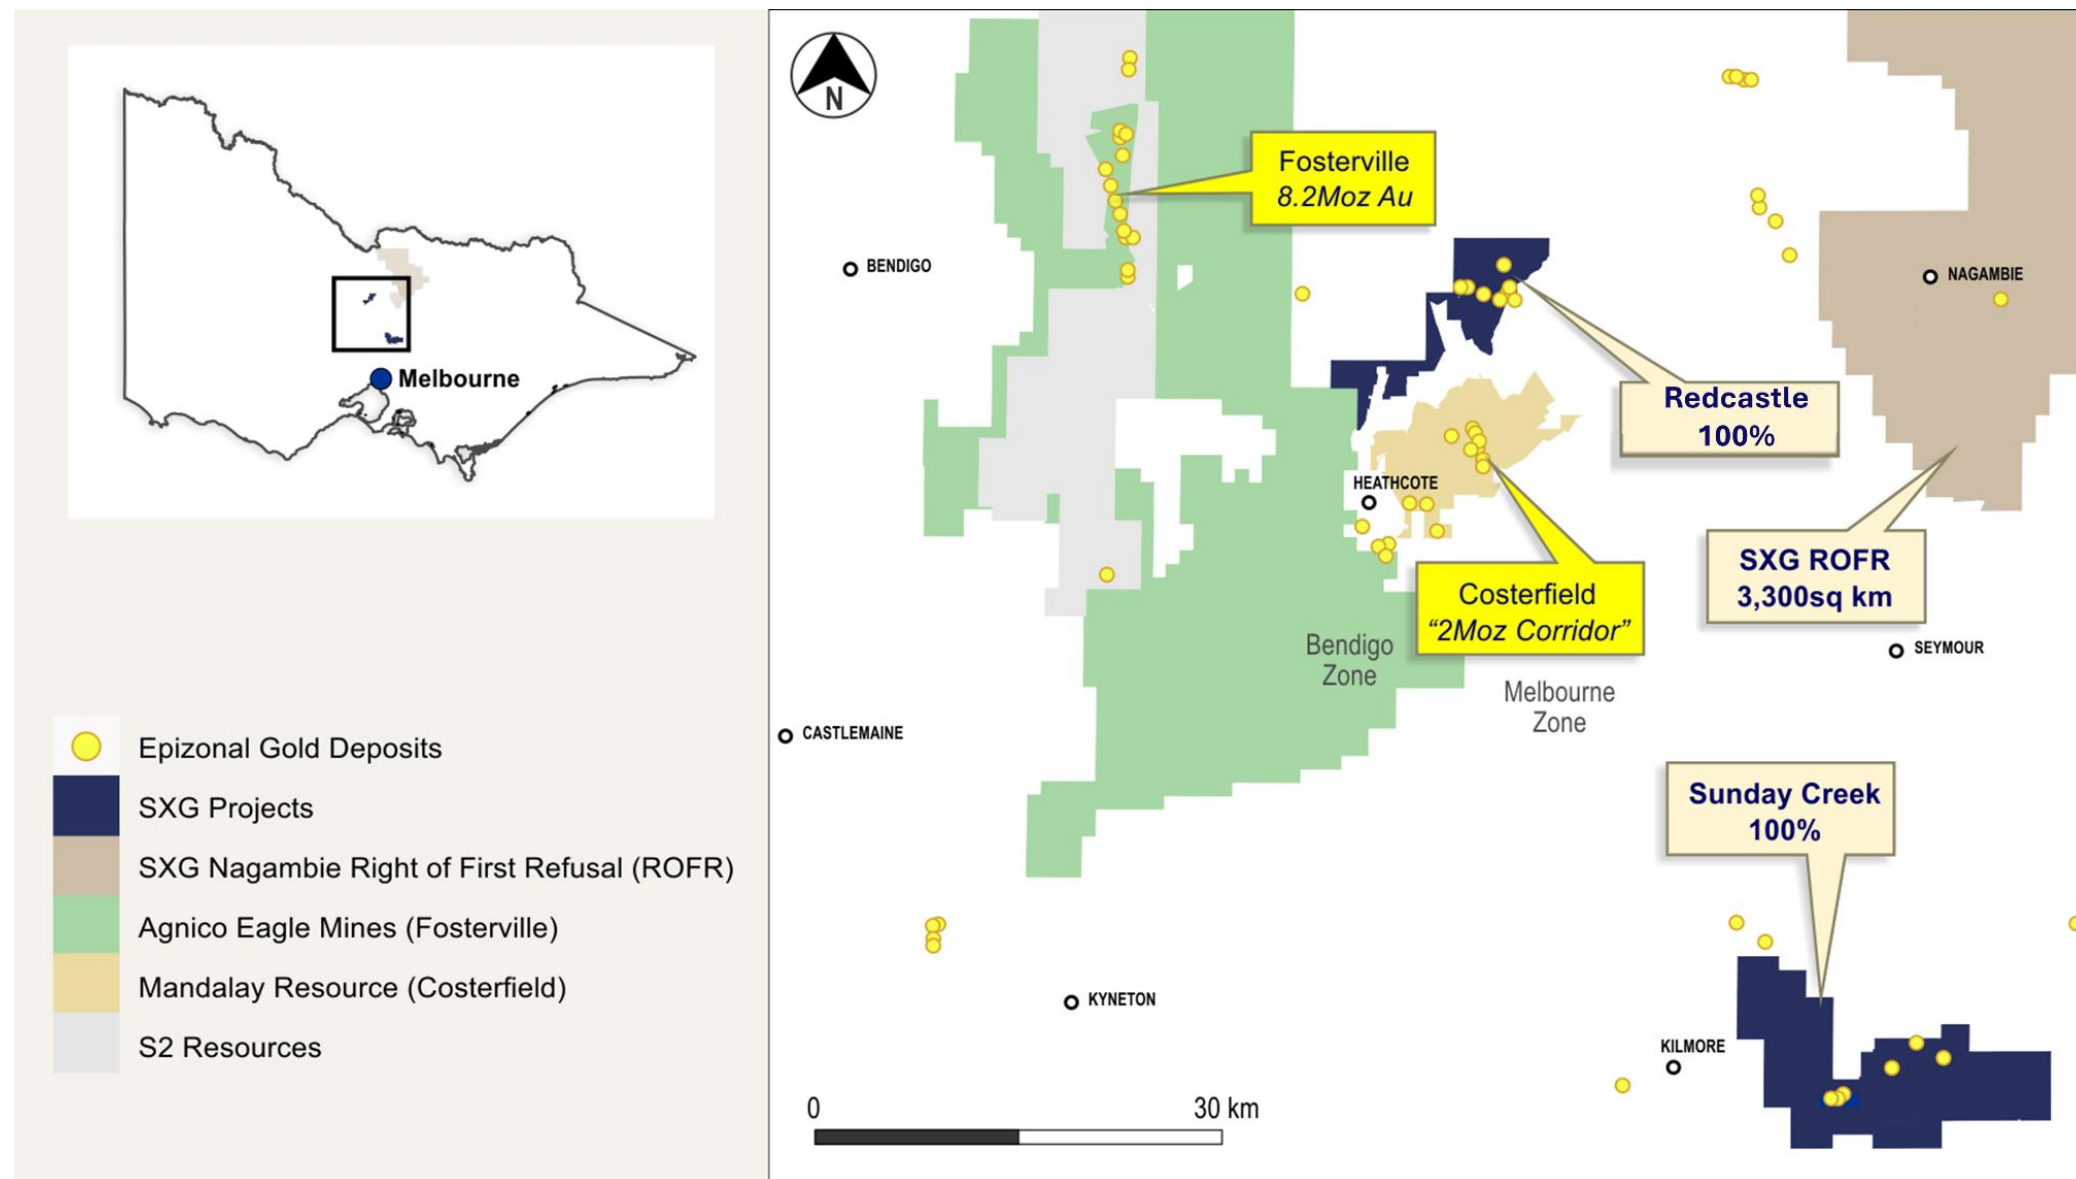 Melbourne
Epizonal Gold Deposits
SXG Projects
SXG Nagambie Right of First Refusal (ROFR)
Agnico Eagle Mines (Fosterville)
Mandalay Resource (Costerfield)
S2 Resources
N
Fosterville
8.2Moz Au
BENDIGO
NAGAMBIE
Redcastle
100%
HEATHCOTE
SXG ROFR
3,300sq km
Costerfield
“2Moz Corridor”
Bendigo
Zone
SEYMOUR
Melbourne
Zone
CASTLEMAINE
Sunday Creek
100%
KYNETON
KILMORE
0
30 km